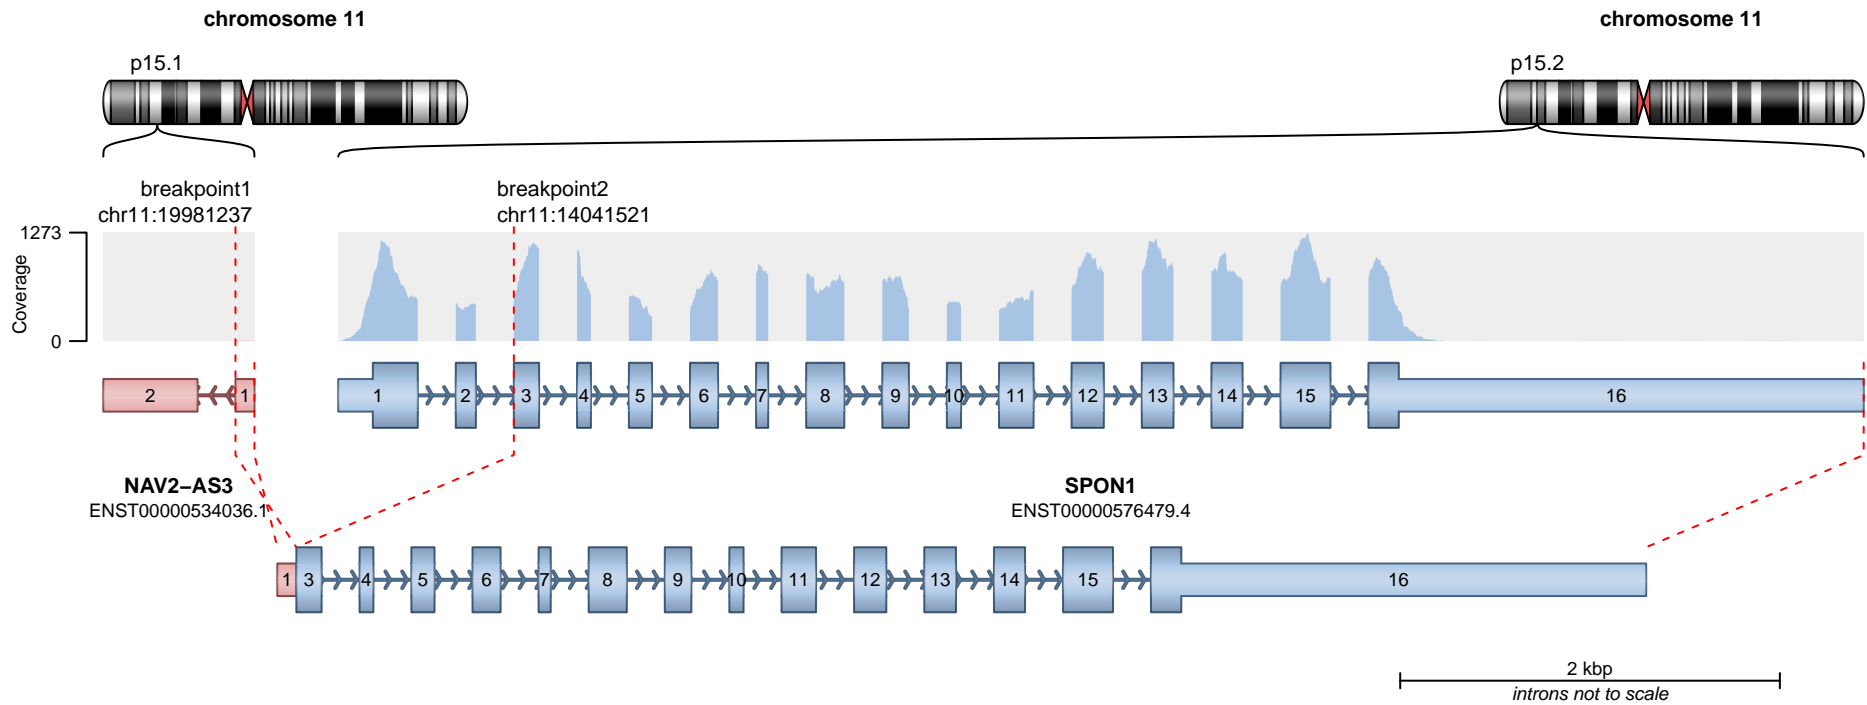 chromosome 11
chromosome 11
p15.1
p15.2
breakpoint1
chr11:19981237
breakpoint2
chr11:14041521
1273
0
Coverage
2 1
1 2 3 4 5 6 7 8 9 10 11 12 13 14 15 16
NAV2−AS3
ENST00000534036.1
SPON1
ENST00000576479.4
1 3 4 5 6 7 8 9 10 11 12 13 14 15 16
2 kbp
introns not to scale